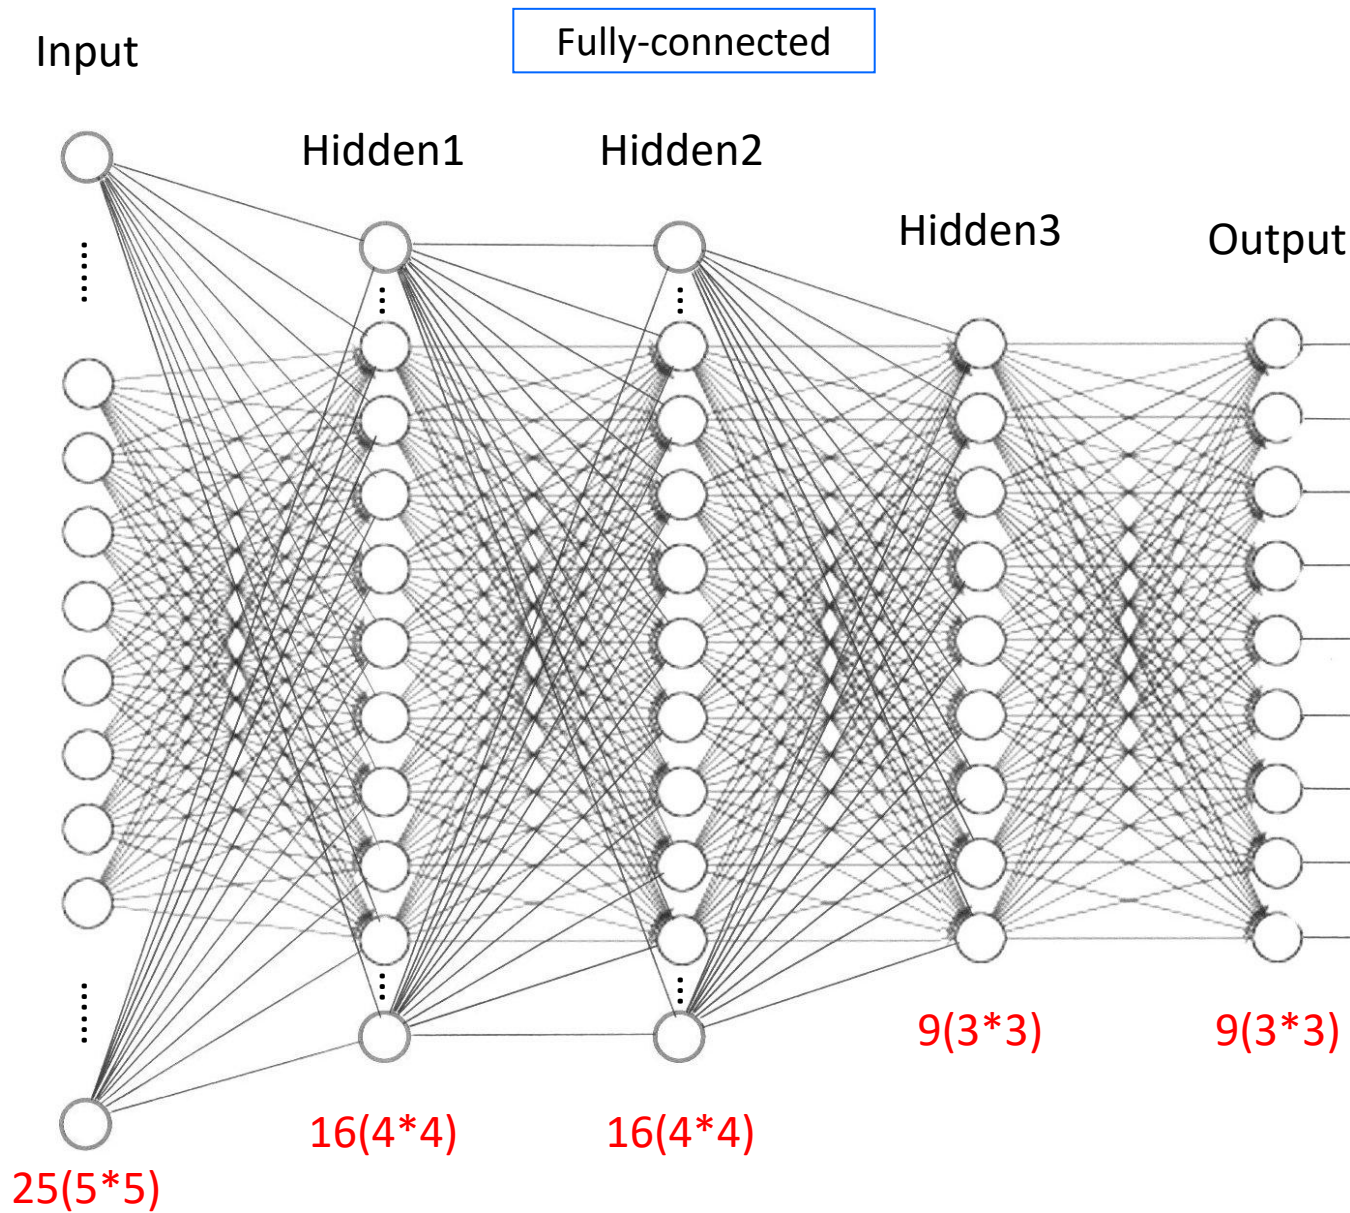 Fully-connected
Input
Hidden1
Hidden2
Hidden3
Output
9(3*3)
9(3*3)
16(4*4)
16(4*4)
25(5*5)